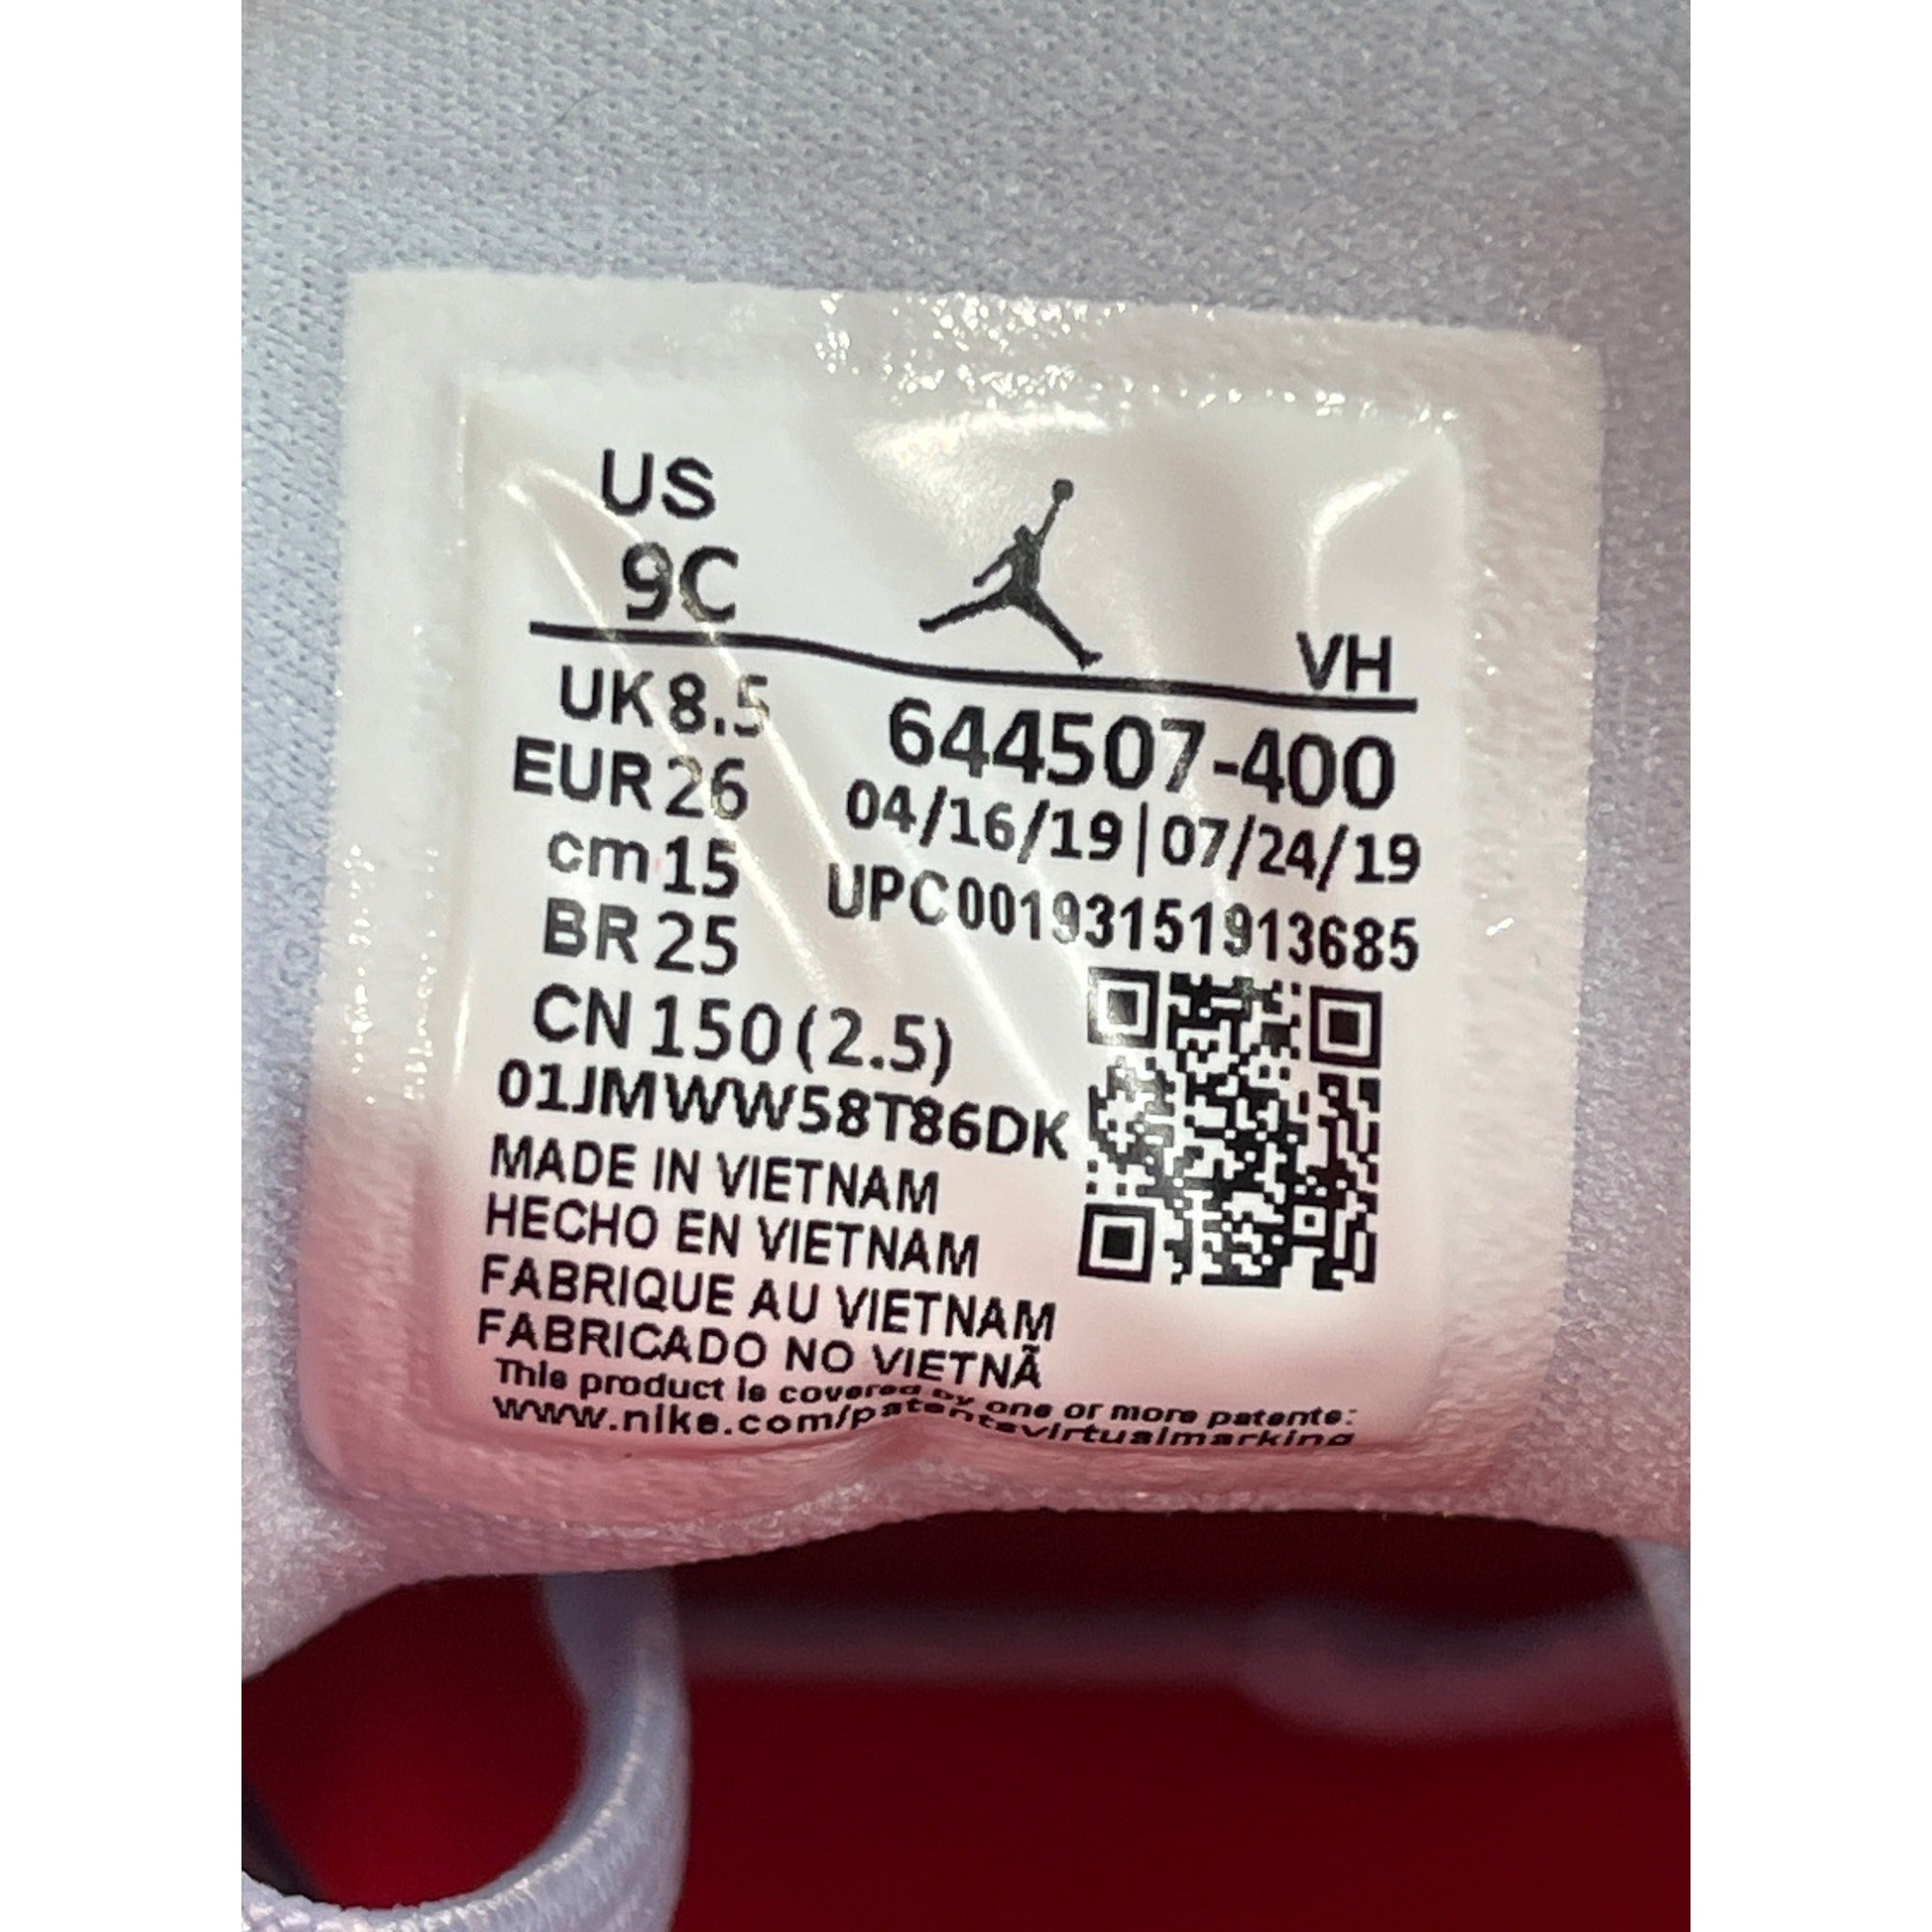 US
9C
VH
UK 8.5
EUR 26
cm 15
BR 25
CN 150 (2.5)
644507-400
04/16/19|07/24/19
UPC00193151913685
01JMWW58T86DK
MADE IN VIETNAM
HECHO EN VIETNAM
FABRIQUE AU VIETNAM
FABRICADO NO VIETNÃ
This product is covered by one or more patents:
www.nike.com/patentsvirtualmarking